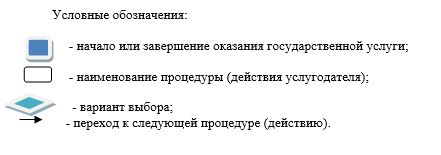 Условные обозначения:
- начало или завершение оказания государственной услуги;
- наименование процедуры (действия услугодателя);
- вариант выбора;
- переход к следующей процедуре (действию).